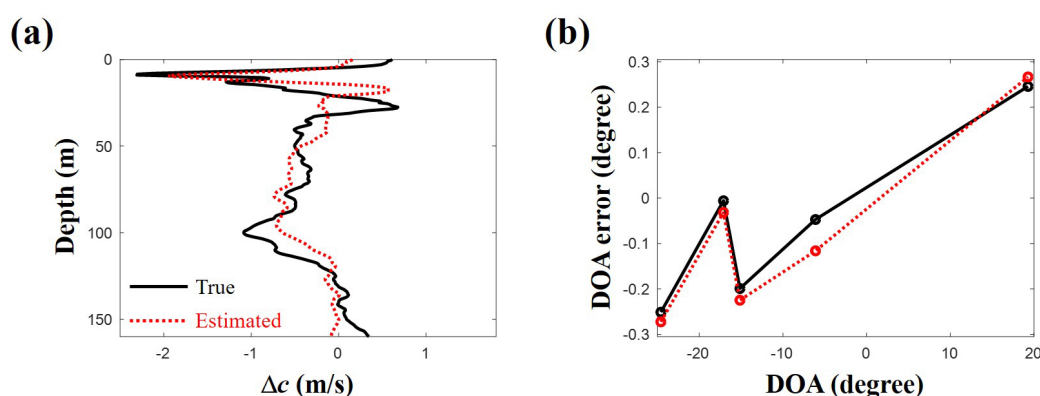 (a)
0
50
100
150
Depth (m)
True
Estimated
-2
-1
0
1
Δc (m/s)
(b)
0.3
0.2
0.1
0
-0.1
-0.2
-0.3
DOA error (degree)
-20
-10
0
10
20
DOA (degree)